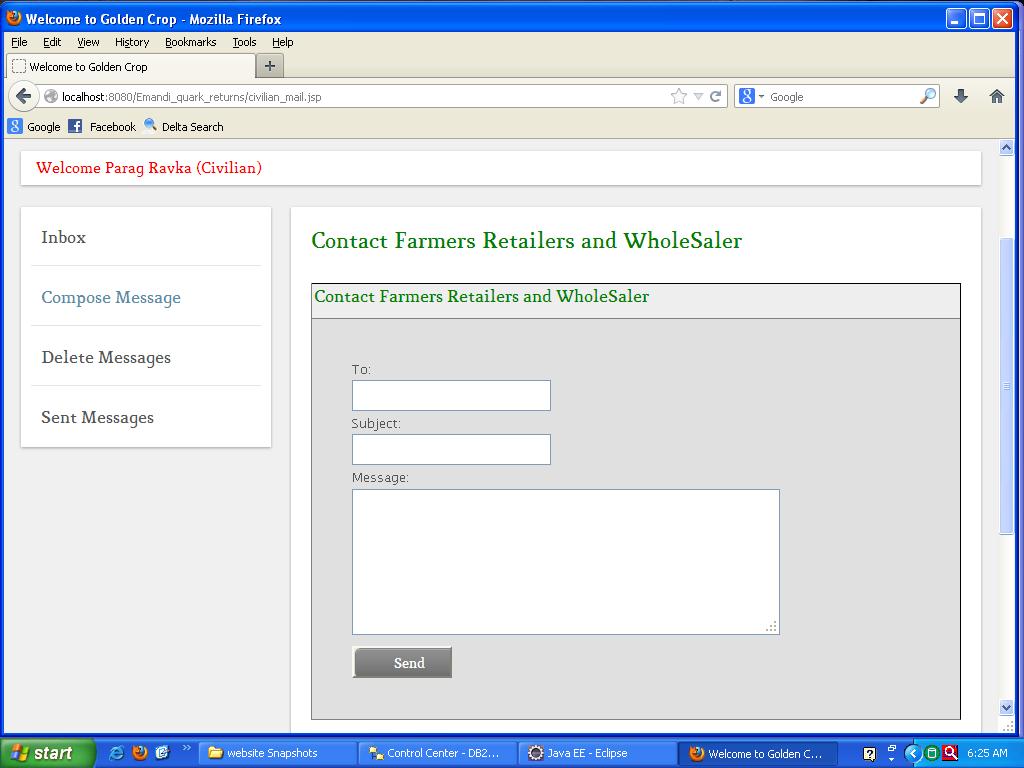 Welcome to Golden Crop - Mozilla Firefox
File Edit View History Bookmarks Tools Help
Welcome to Golden Crop
localhost:8080/Emandi_quark_returns/civilian_mail.jsp
Google
Google Facebook Delta Search
Welcome Parag Ravka (Civilian)
Inbox
Compose Message
Delete Messages
Sent Messages
Contact Farmers Retailers and WholeSaler
Contact Farmers Retailers and WholeSaler
To:
Subject:
Message:
Send
start
website Snapshots
Control Center - DB2...
Java EE - Eclipse
Welcome to Golden C...
6:25 AM